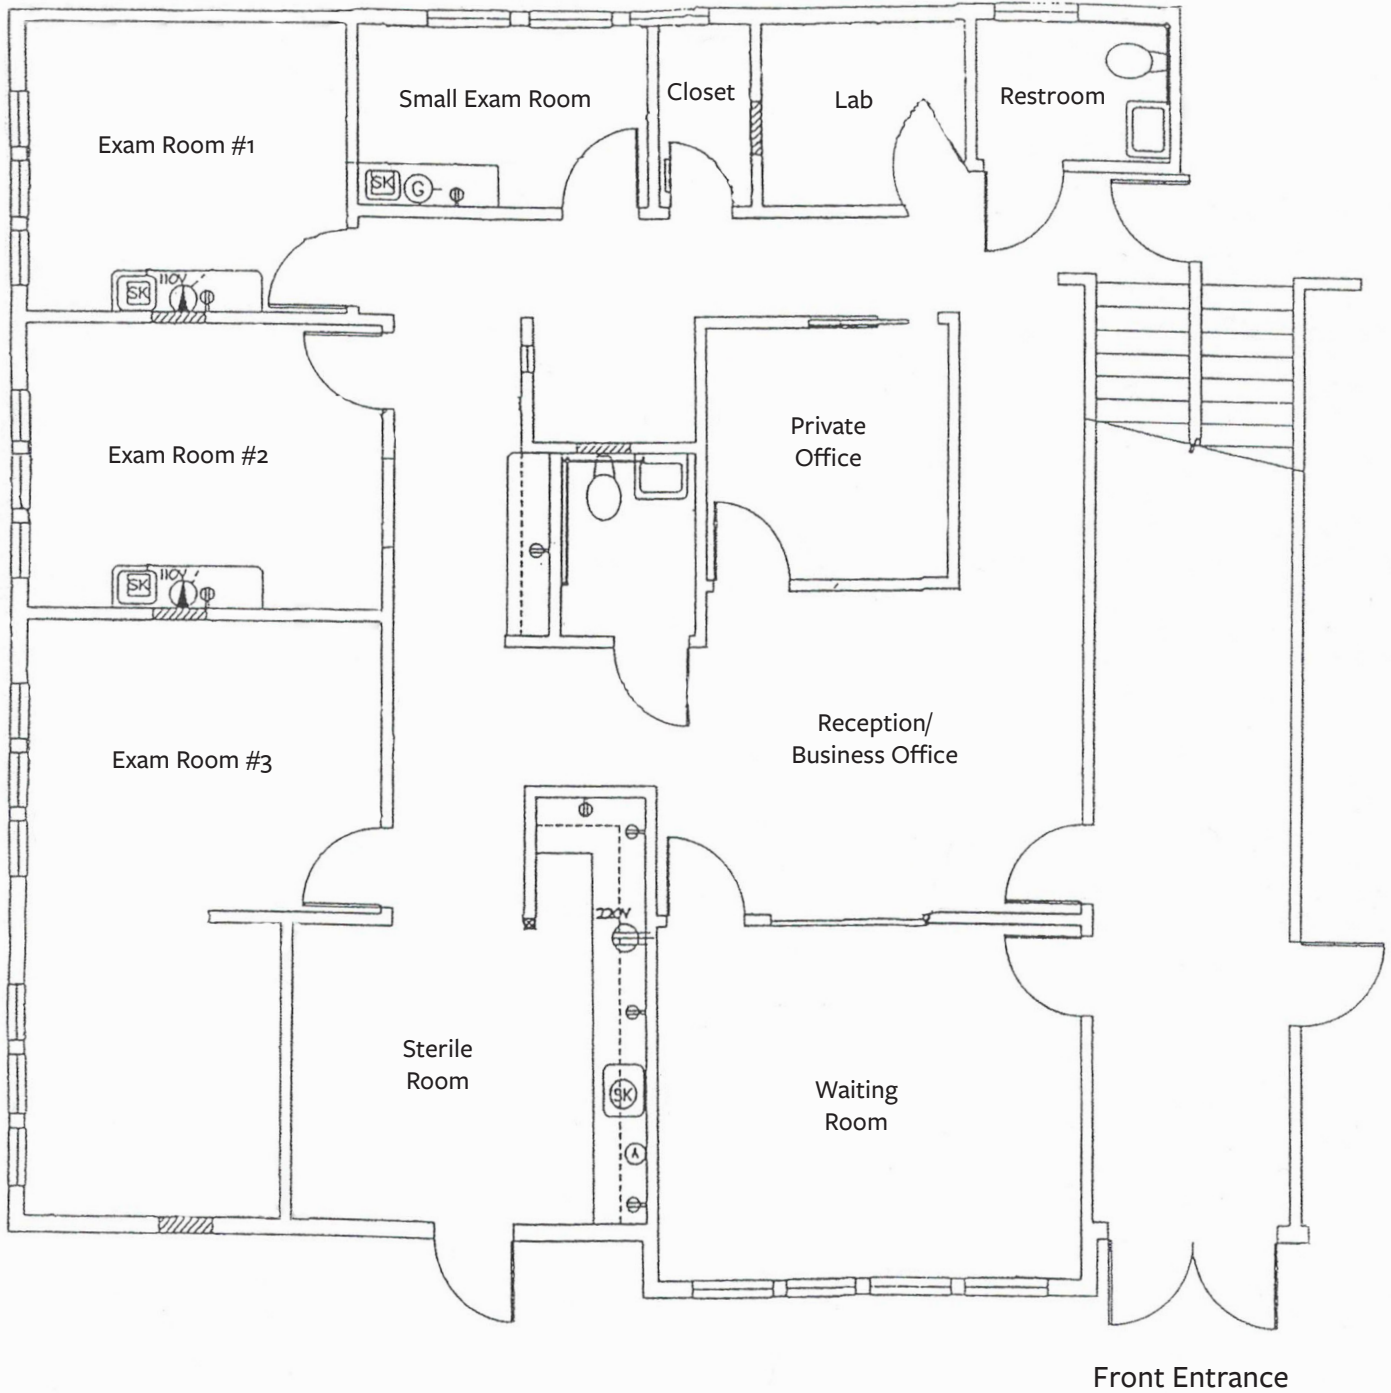 Small Exam Room
Closet
Lab
Restroom
Exam Room #1
SK
G
110V
SK
Private
Office
Exam Room #2
110V
SK
Reception/
Business Office
Exam Room #3
220V
Sterile
Room
SK
Waiting
Room
Front Entrance